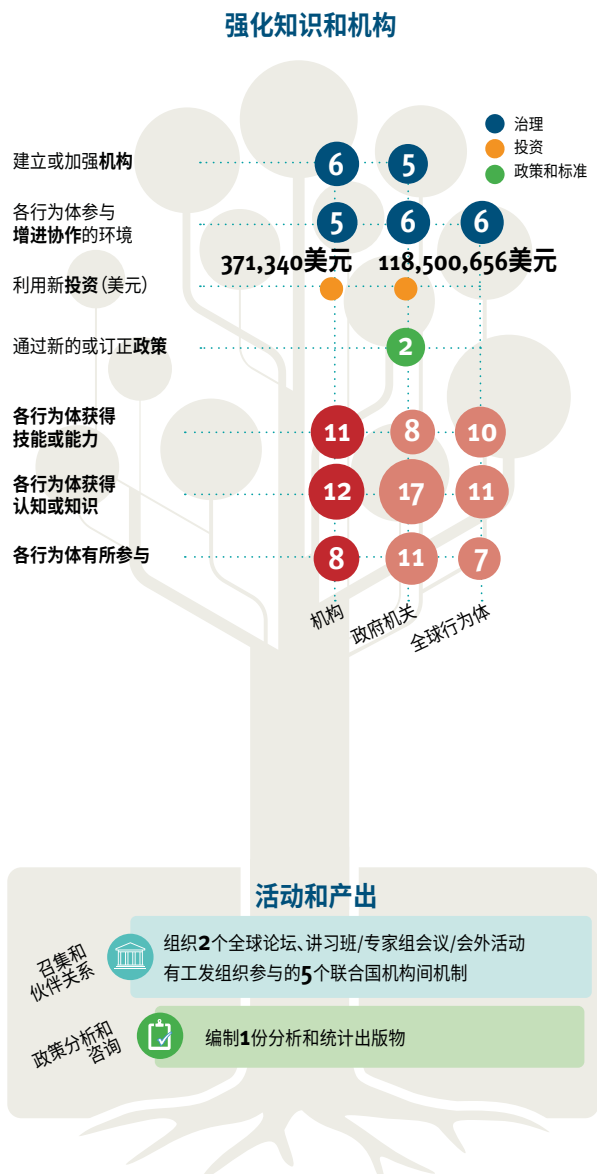 强化知识和机构
治理
投资
政策和标准
建立或加强机构
6 5
各行为体参与
增进协作的环境
5 6 6
371,340美元 118,500,656美元
利用新投资（美元）
通过新的或订正政策
2
各行为体获得
技能或能力
11 8 10
各行为体获得
认知或知识
12 17 11
各行为体有所参与
8 11 7
机构
政府机关
全球行为体
活动和产出
召集和
伙伴关系
组织2个全球论坛、讲习班/专家组会议/会外活动
有工发组织参与的5个联合国机构间机制
政策分析和
咨询
编制1份分析和统计出版物